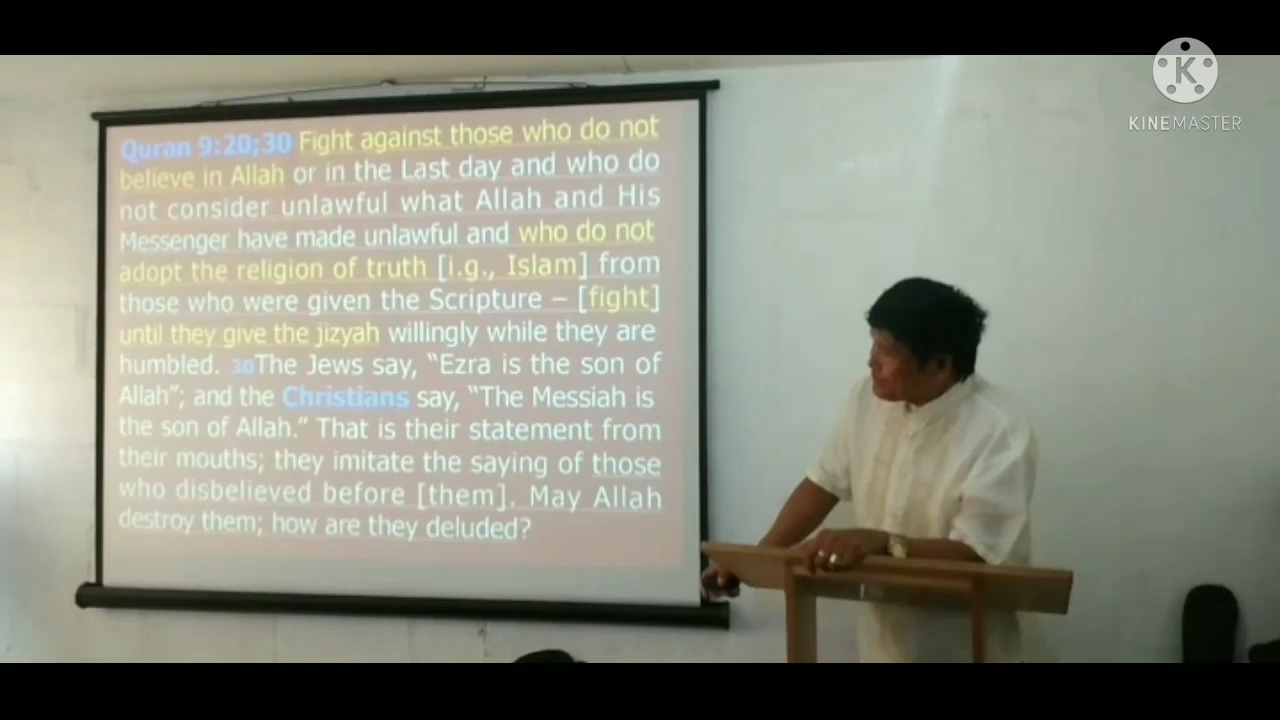 Quran 9:20;30 Fight against those who do not
believe in Allah or in the Last day and who do
not consider unlawful what Allah and His
Messenger have made unlawful and who do not
adopt the religion of truth [i.g., Islam] from
those who were given the Scripture – [fight]
until they give the jizyah willingly while they are
humbled. 30The Jews say, “Ezra is the son of
Allah”; and the Christians say, “The Messiah is
the son of Allah.” That is their statement from
their mouths; they imitate the saying of those
who disbelieved before [them]. May Allah
destroy them; how are they deluded?
K
KINEMASTER